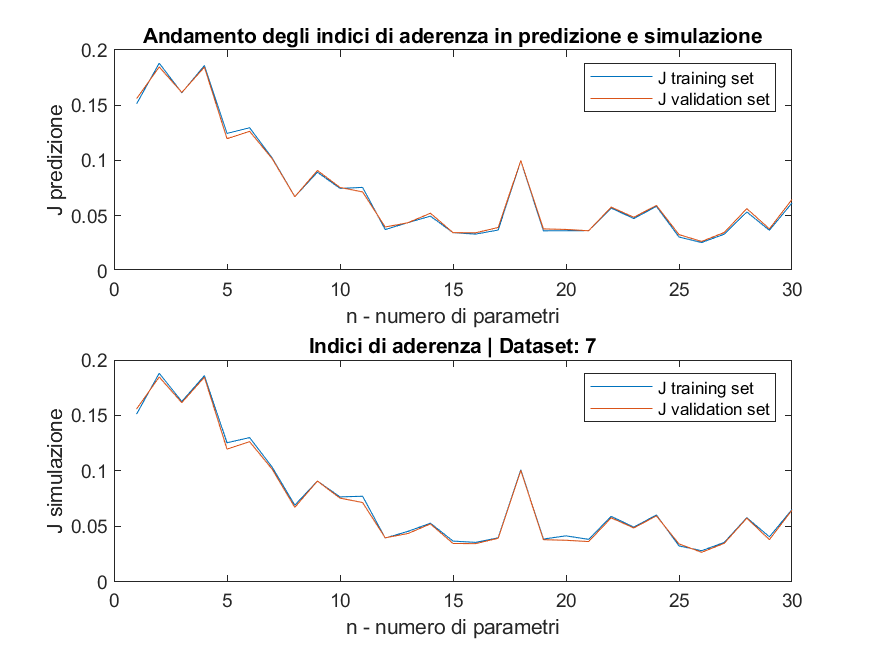 Andamento degli indici di aderenza in predizione e simulazione
J predizione
0.2
0.15
0.1
0.05
0
J training set
J validation set
0 5 10 15 20 25 30
n - numero di parametri
Indici di aderenza | Dataset: 7
J simulazione
0.2
0.15
0.1
0.05
0
J training set
J validation set
0 5 10 15 20 25 30
n - numero di parametri